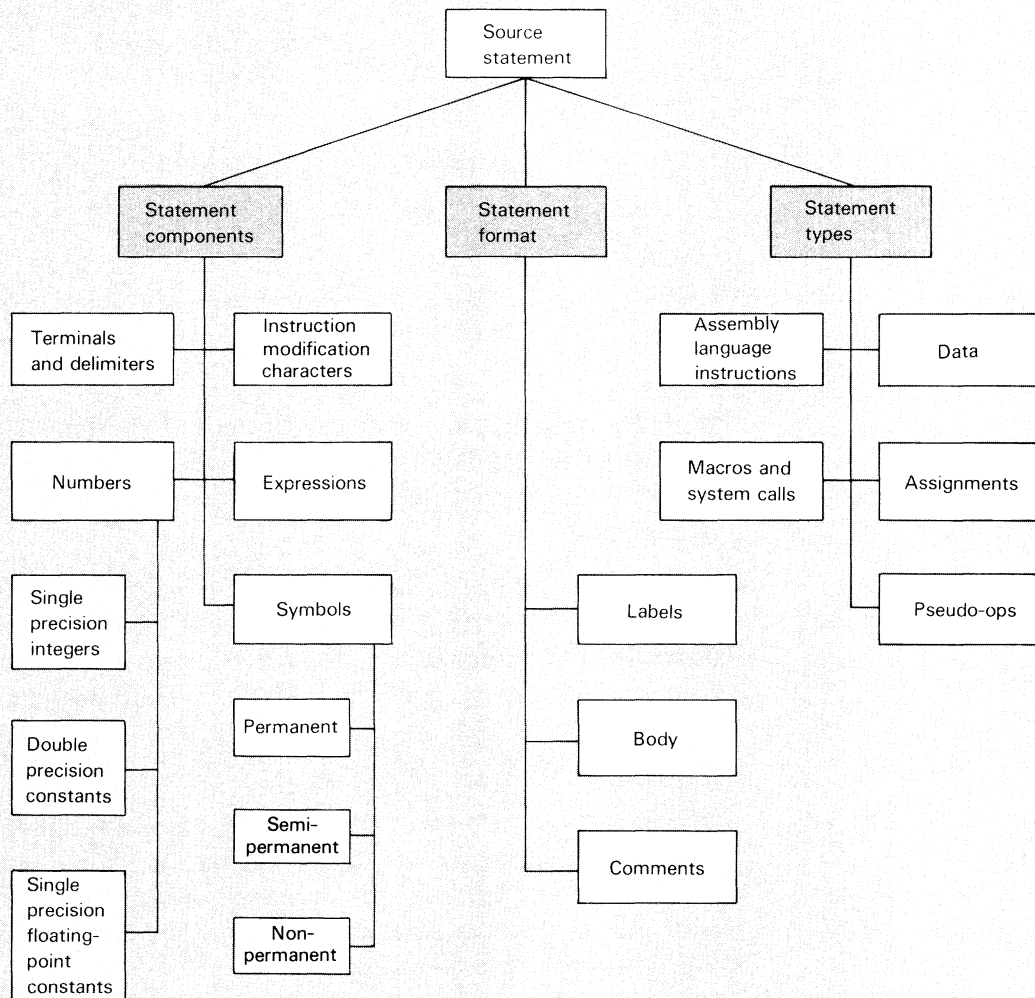 Source
statement
Statement
components
Statement
format
Statement
types
Terminals
and delimiters
Instruction
modification
characters
Assembly
language
instructions
Data
Numbers
Expressions
Macros and
system calls
Assignments
Single
precision
integers
Symbols
Labels
Pseudo-ops
Permanent
Double
precision
constants
Body
Semi-
permanent
Comments
Single
precision
floating-
point
constants
Non-
permanent